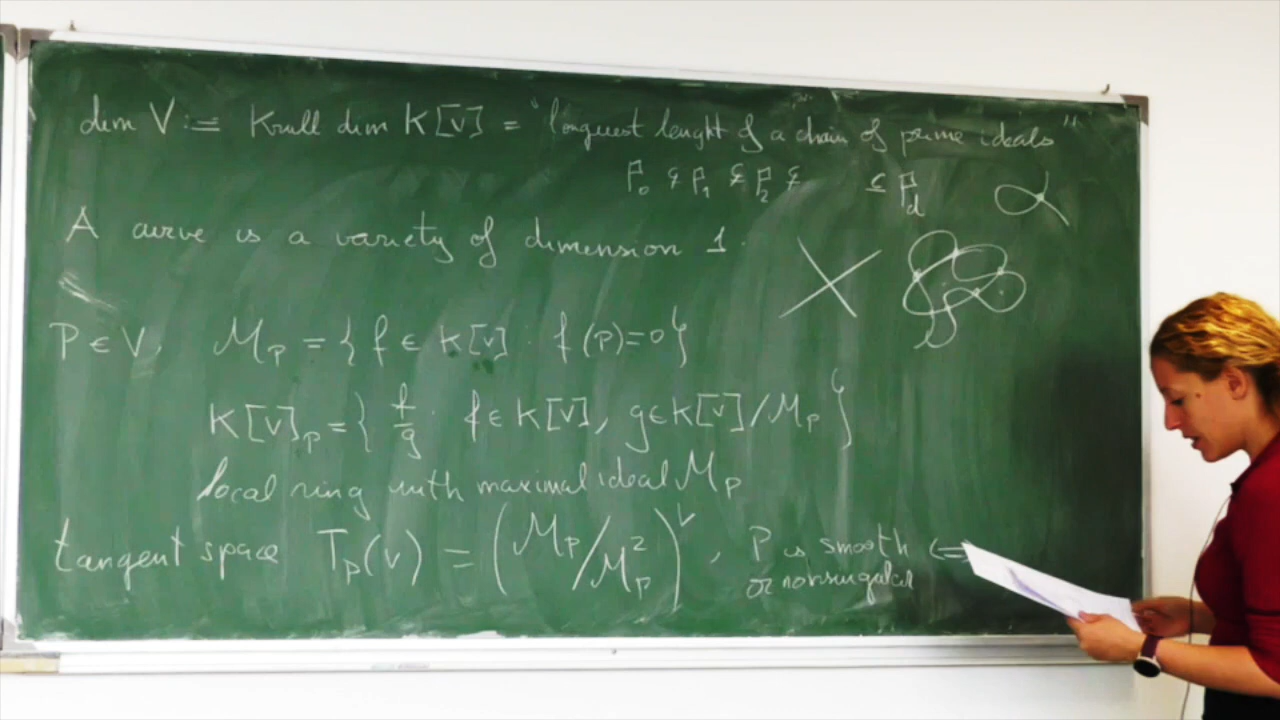 dim V := Krull dim K[V] = "longuest lenght of a chain of prime ideals"
P₀ ⊊ P₁ ⊊ P₂ ⊊ ⊆ P_d
A curve is a variety of dimension 1.
P ∈ V, M_P = { f ∈ K[V] : f(P)=0 }
K[V]_P = { f/g : f ∈ K[V], g ∈ K[V]/M_P }
local ring with maximal ideal M_P
tangent space T_P(V) = (M_P/M_P²)^V, P is smooth ⇔
or nonsingular